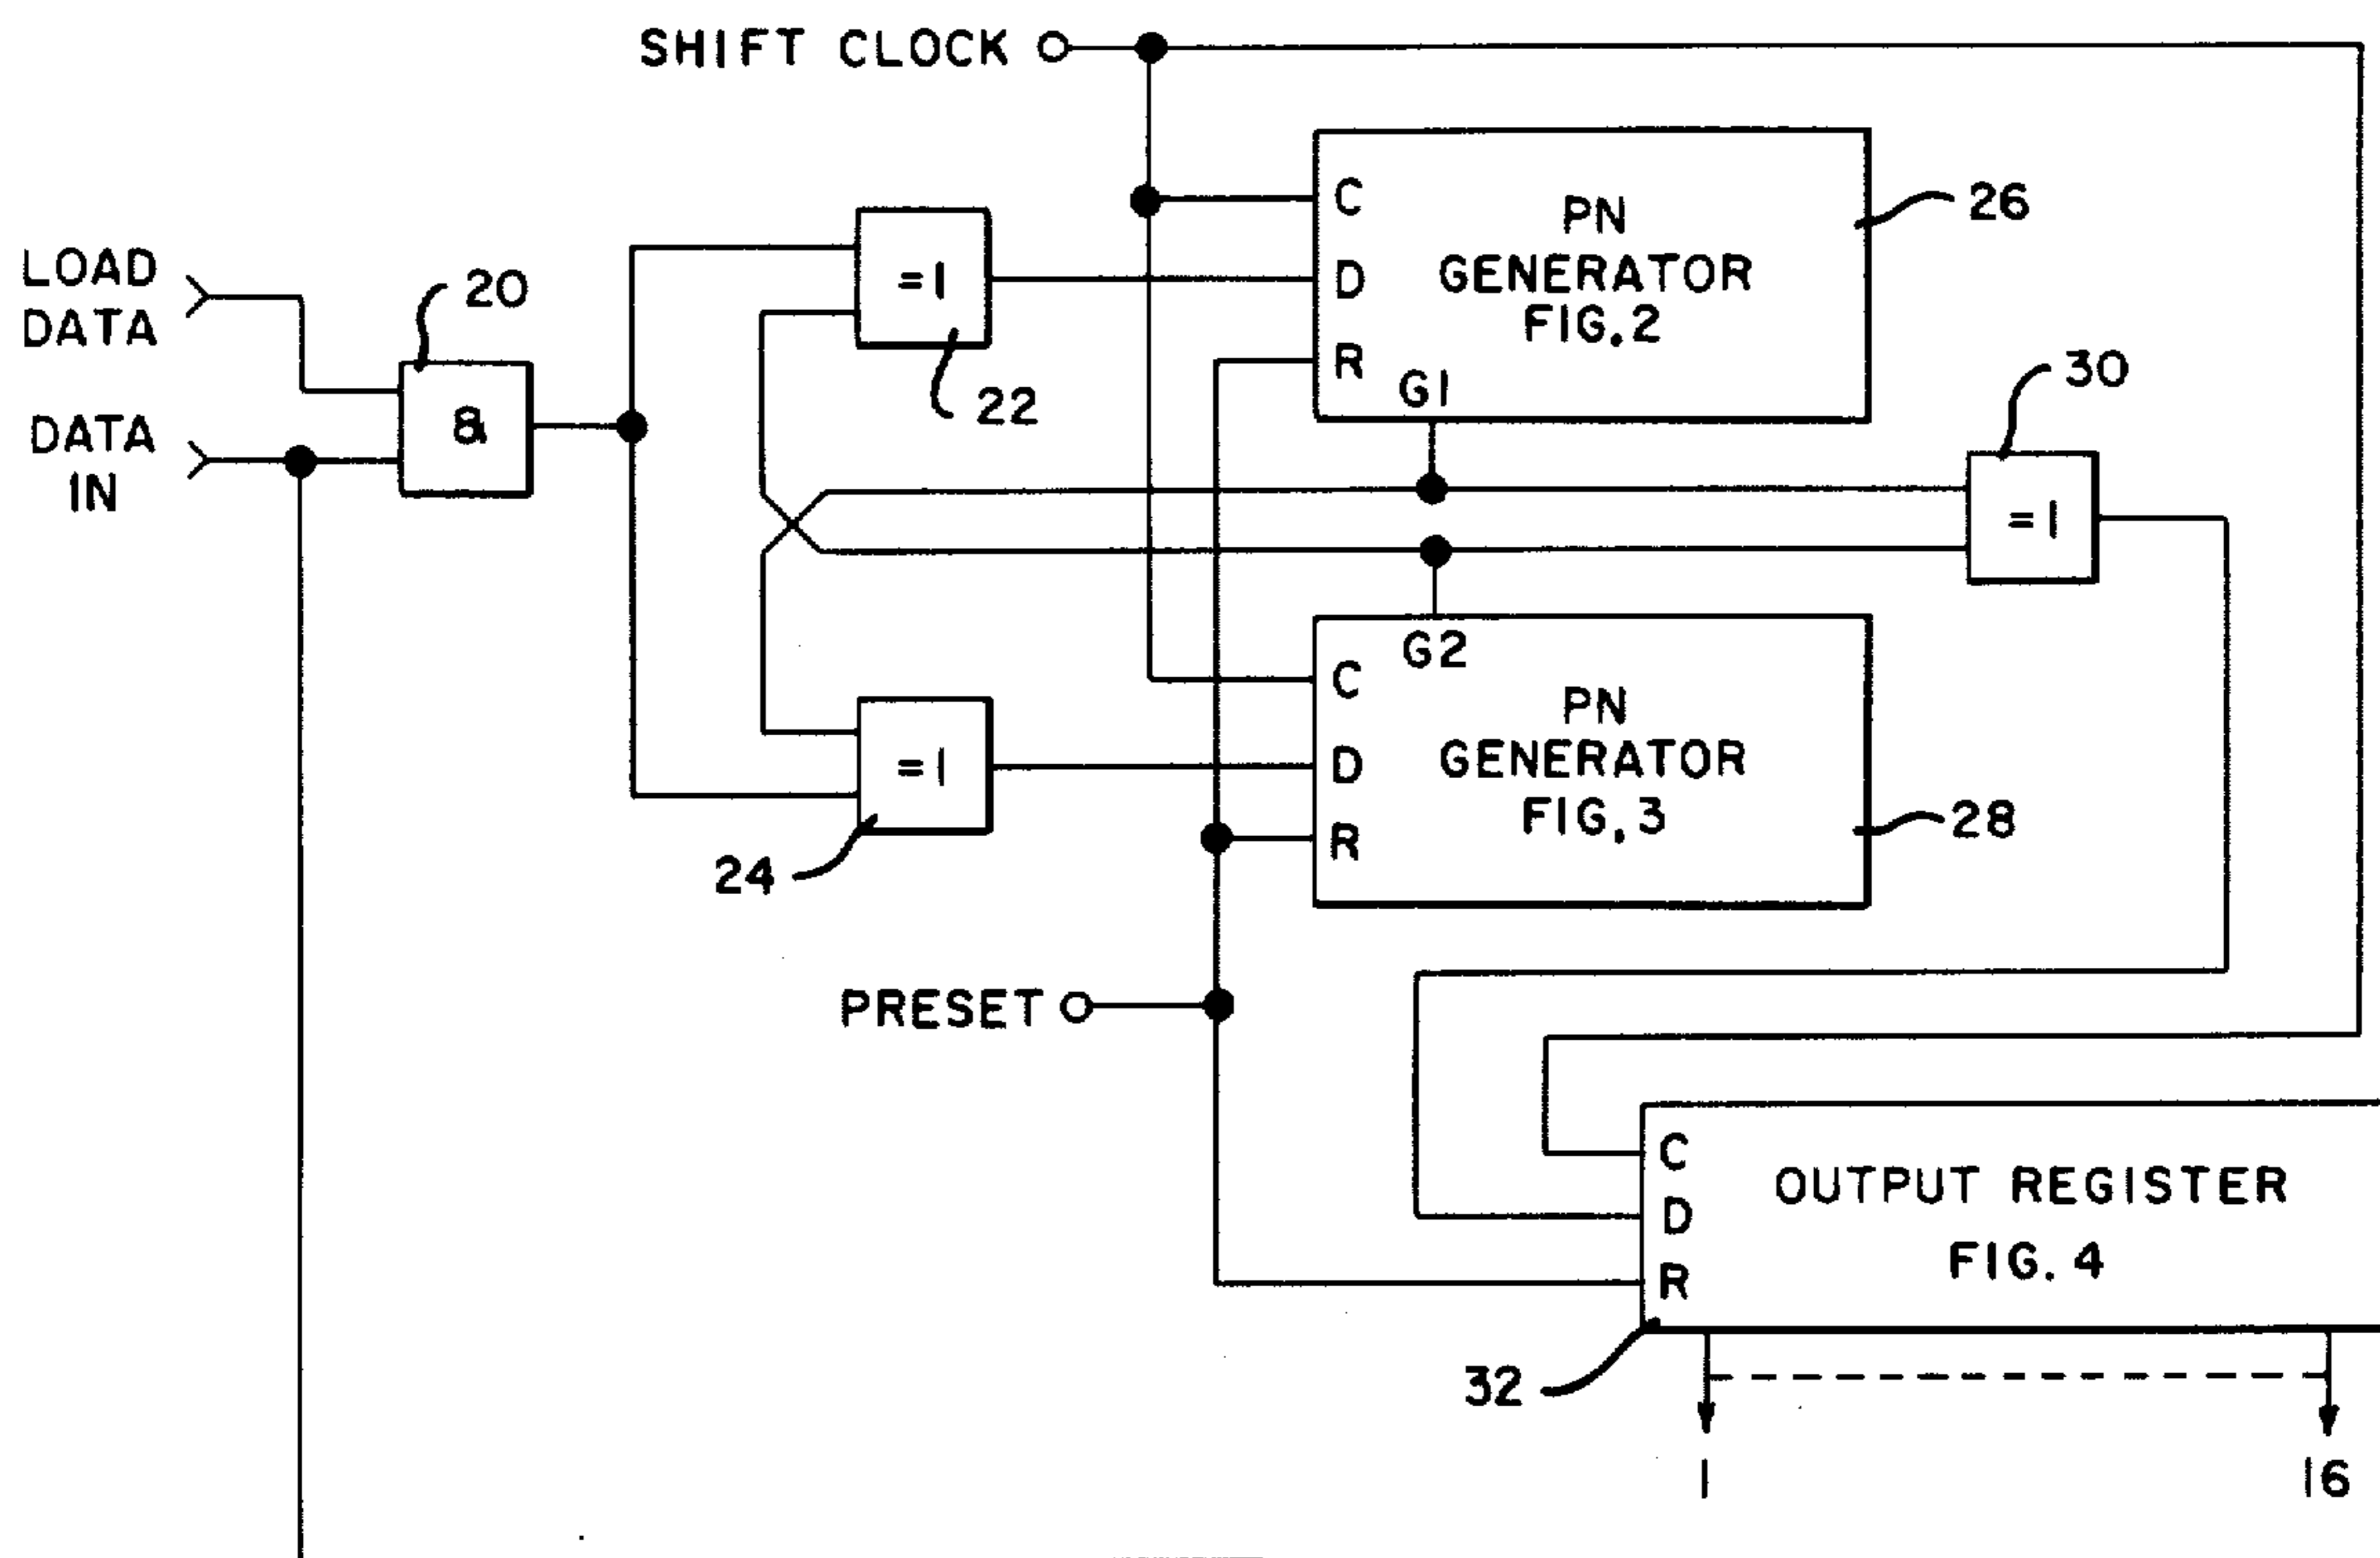 SHIFT CLOCK
LOAD
DATA
DATA
IN
20
&
=1
22
C
D
R
PN
GENERATOR
FIG.2
G1
26
30
=1
G2
C
D
R
PN
GENERATOR
FIG.3
28
=1
24
PRESET
C
D
R
OUTPUT REGISTER
FIG.4
32
1
16